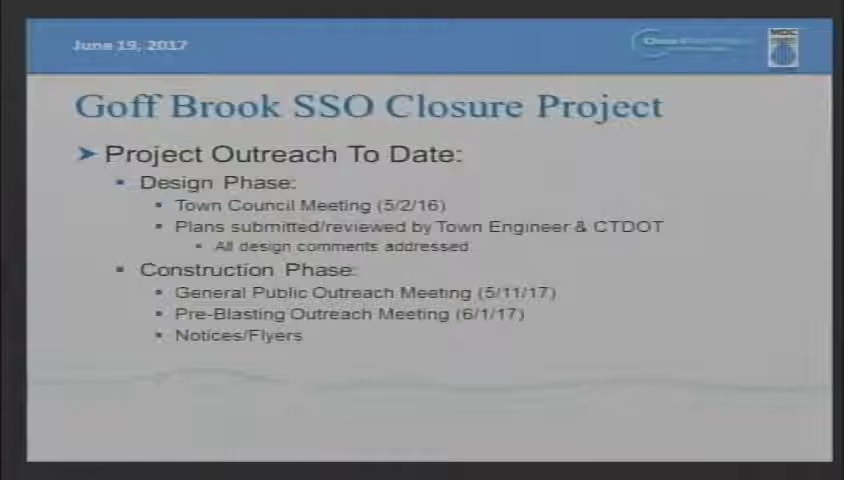 June 19, 2017
MDC
Goff Brook SSO Closure Project
➤ Project Outreach To Date:
▪ Design Phase:
▪ Town Council Meeting (5/2/16)
▪ Plans submitted/reviewed by Town Engineer & CTDOT
▪ All design comments addressed
▪ Construction Phase:
▪ General Public Outreach Meeting (5/11/17)
▪ Pre-Blasting Outreach Meeting (6/1/17)
▪ Notices/Flyers